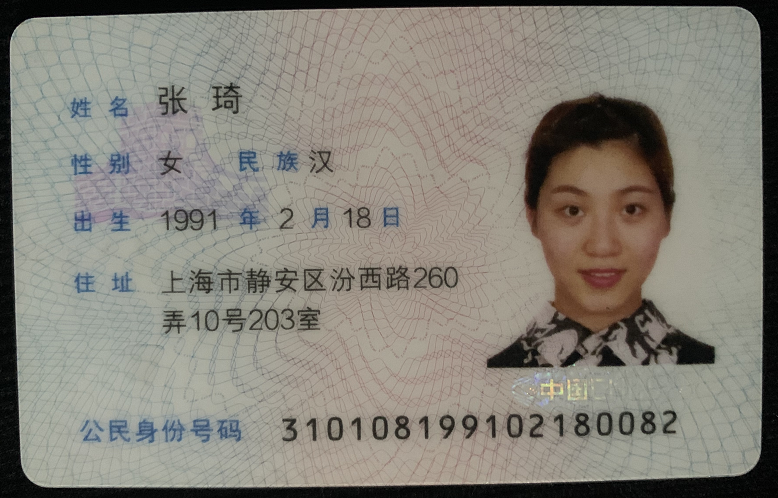 姓名 张琦
性别 女 民族 汉
出生 1991 年 2 月 18 日
住址 上海市静安区汾西路260
弄10号203室
中国
公民身份号码 310108199102180082